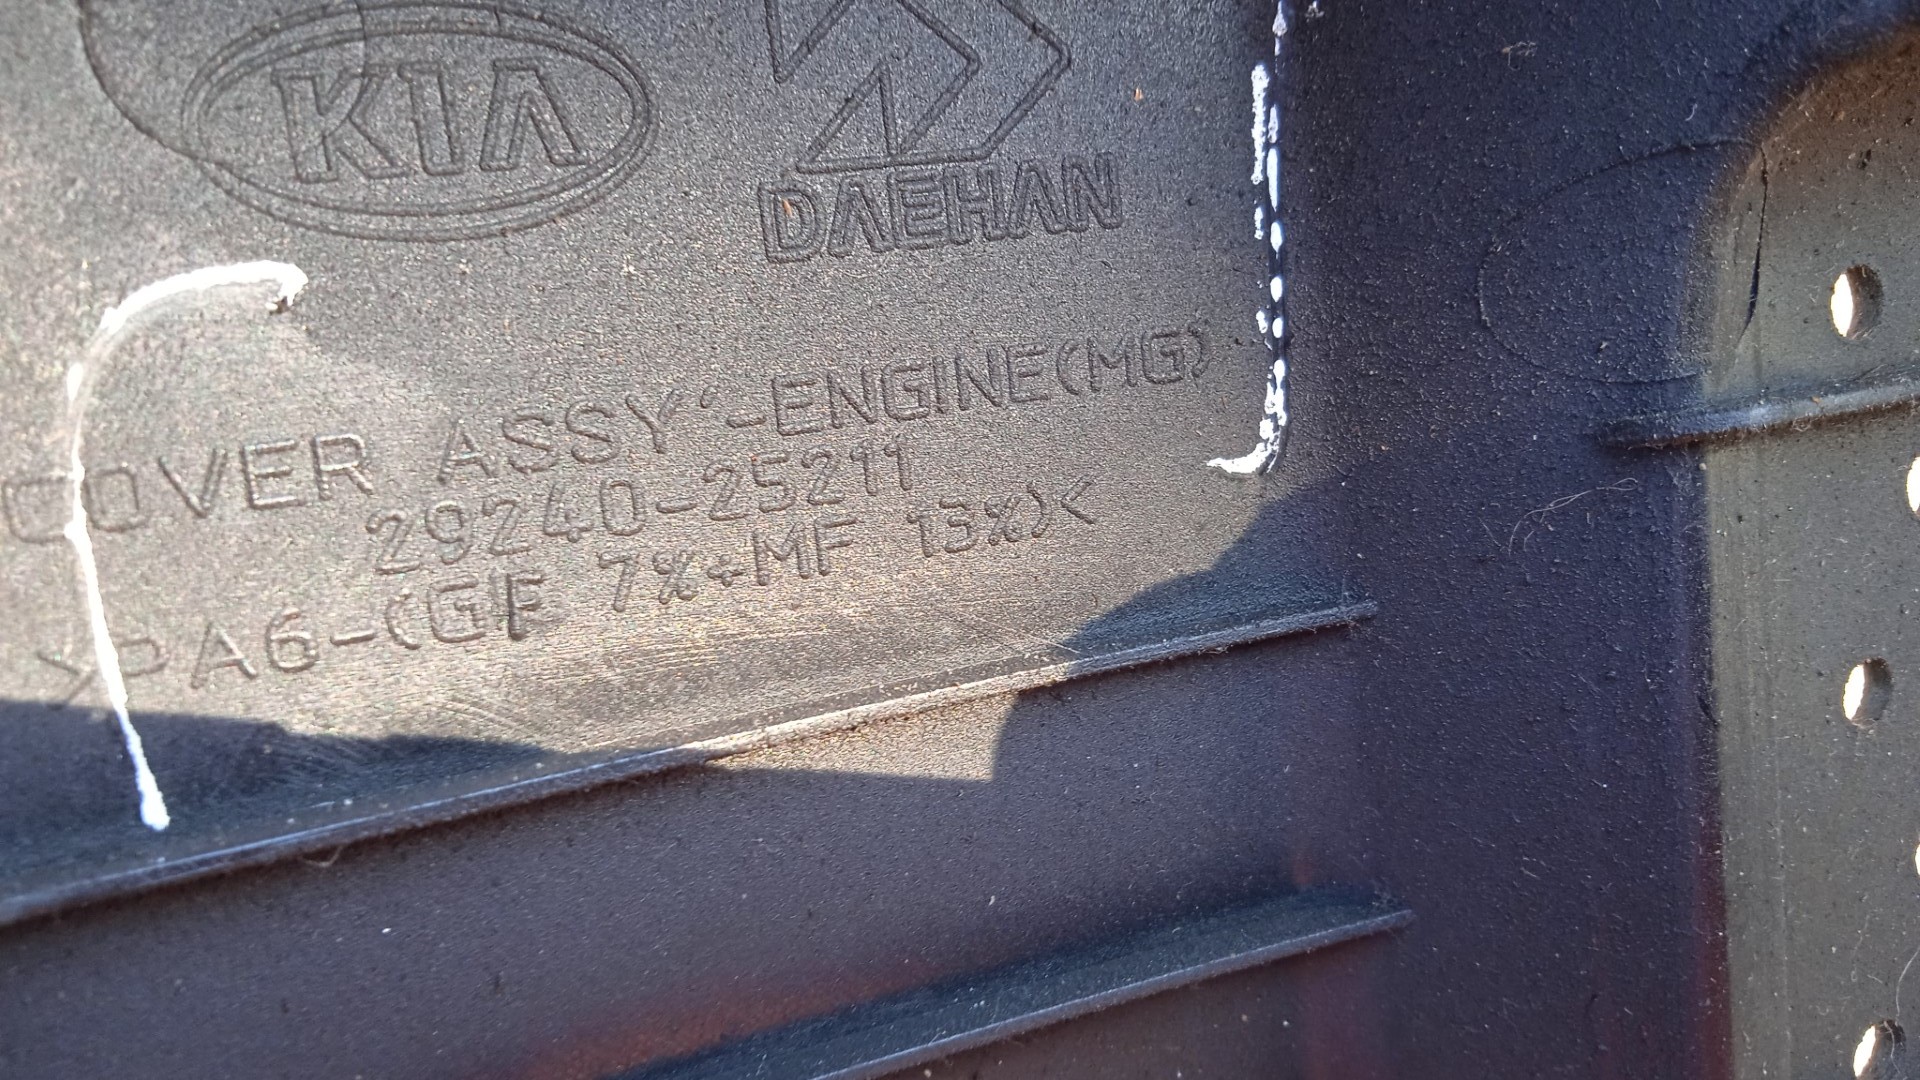 KIA
DAEHAN
COVER ASSY'-ENGINE(MG)
29240-25211
>PA6-(GF 7%+MF 13%)<